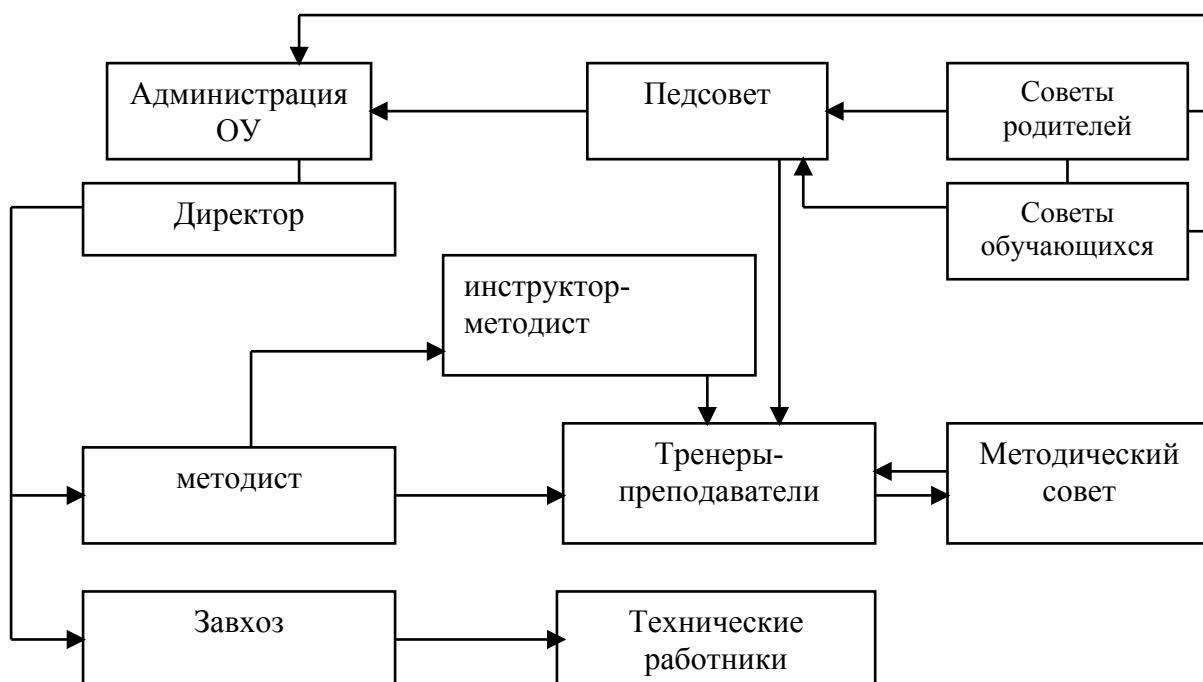 Администрация
ОУ
Педсовет
Советы
родителей
Директор
Советы
обучающихся
инструктор-
методист
методист
Тренеры-
преподаватели
Методический
совет
Завхоз
Технические
работники